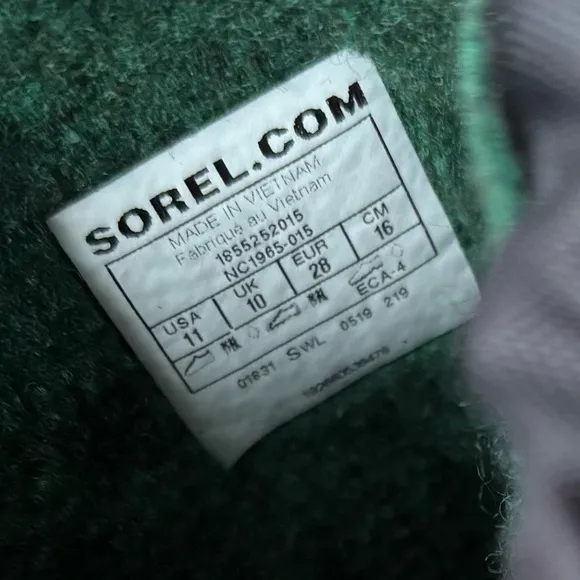 SOREL.COM
MADE IN VIETNAM
Fabriqué au Vietnam
1855252015
NC1965-015
USA UK EUR CM
11 10 28 16
ECA-4
01831 SWL 0519 219